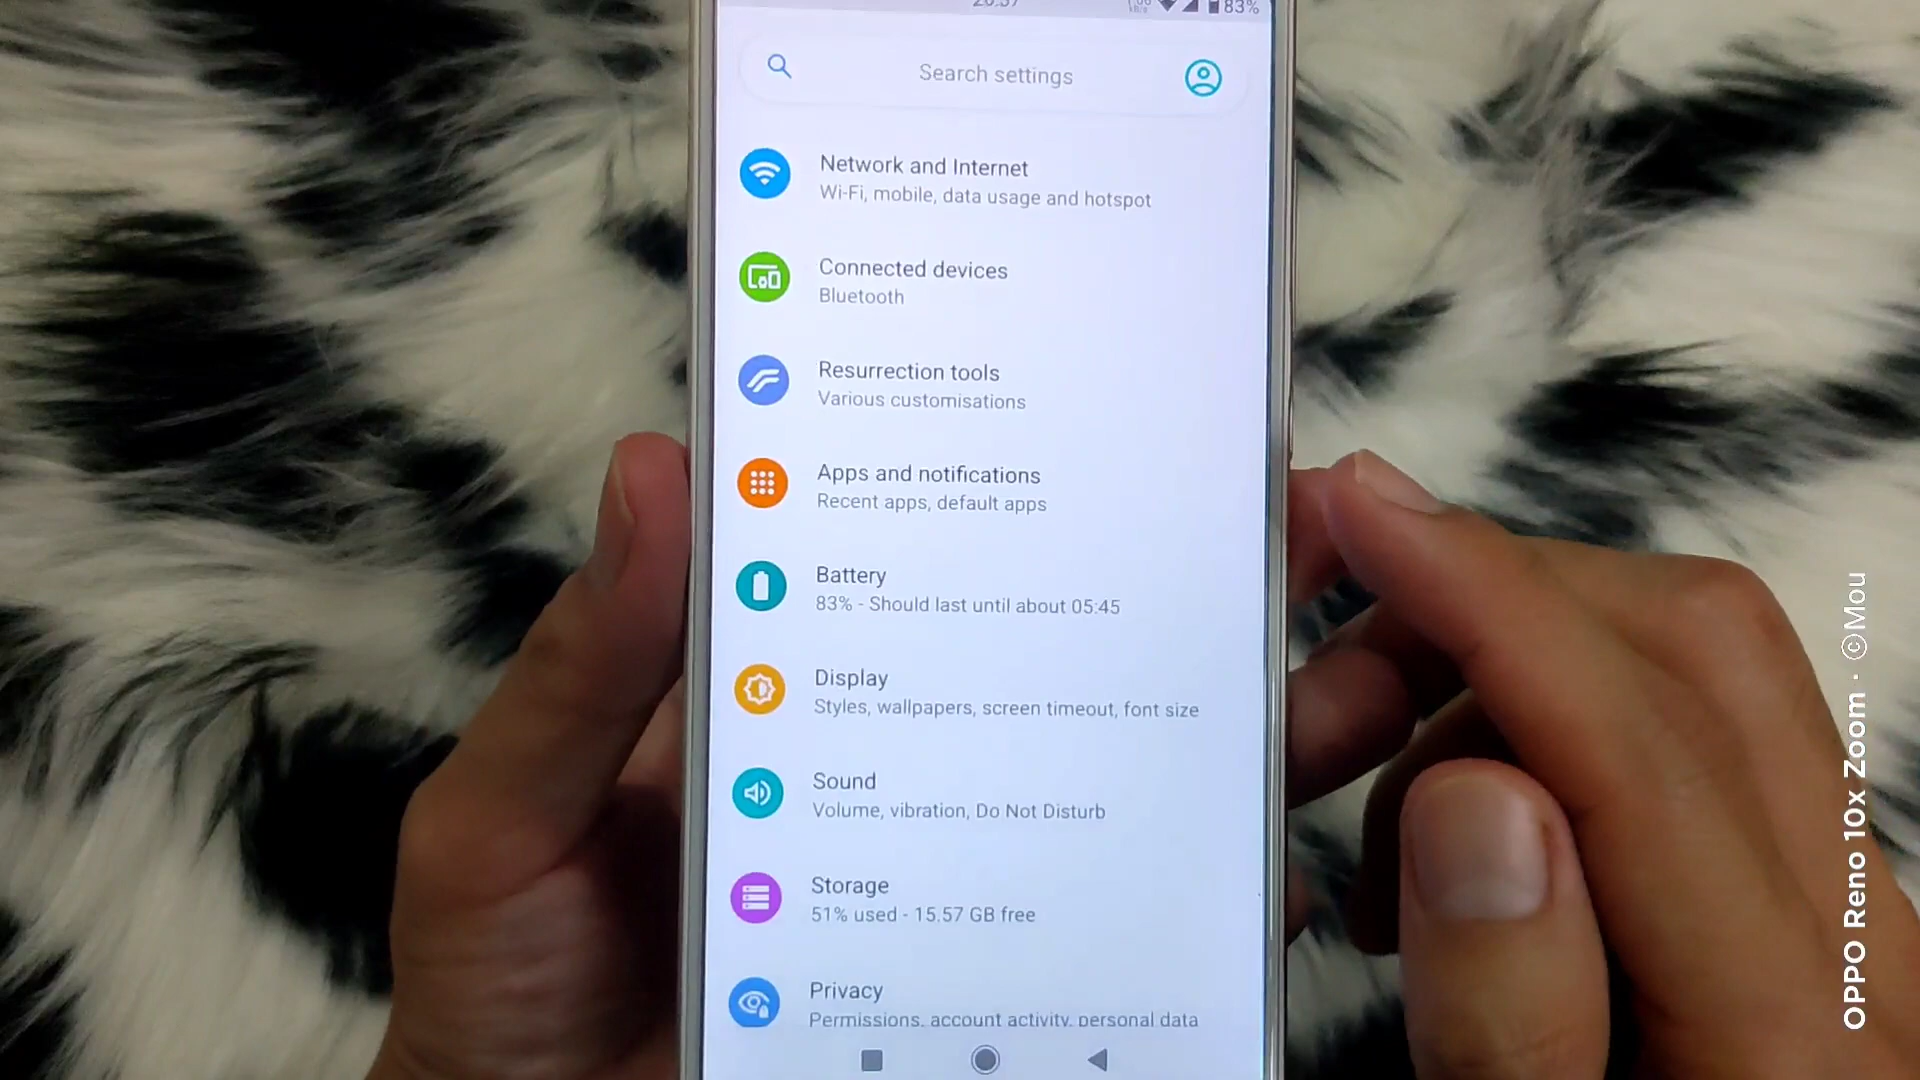 83%
Search settings
Network and Internet
Wi-Fi, mobile, data usage and hotspot
Connected devices
Bluetooth
Resurrection tools
Various customisations
Apps and notifications
Recent apps, default apps
Battery
83% - Should last until about 05:45
Display
Styles, wallpapers, screen timeout, font size
Sound
Volume, vibration, Do Not Disturb
Storage
51% used - 15.57 GB free
Privacy
Permissions, account activity, personal data
OPPO Reno 10x Zoom · ©Mou